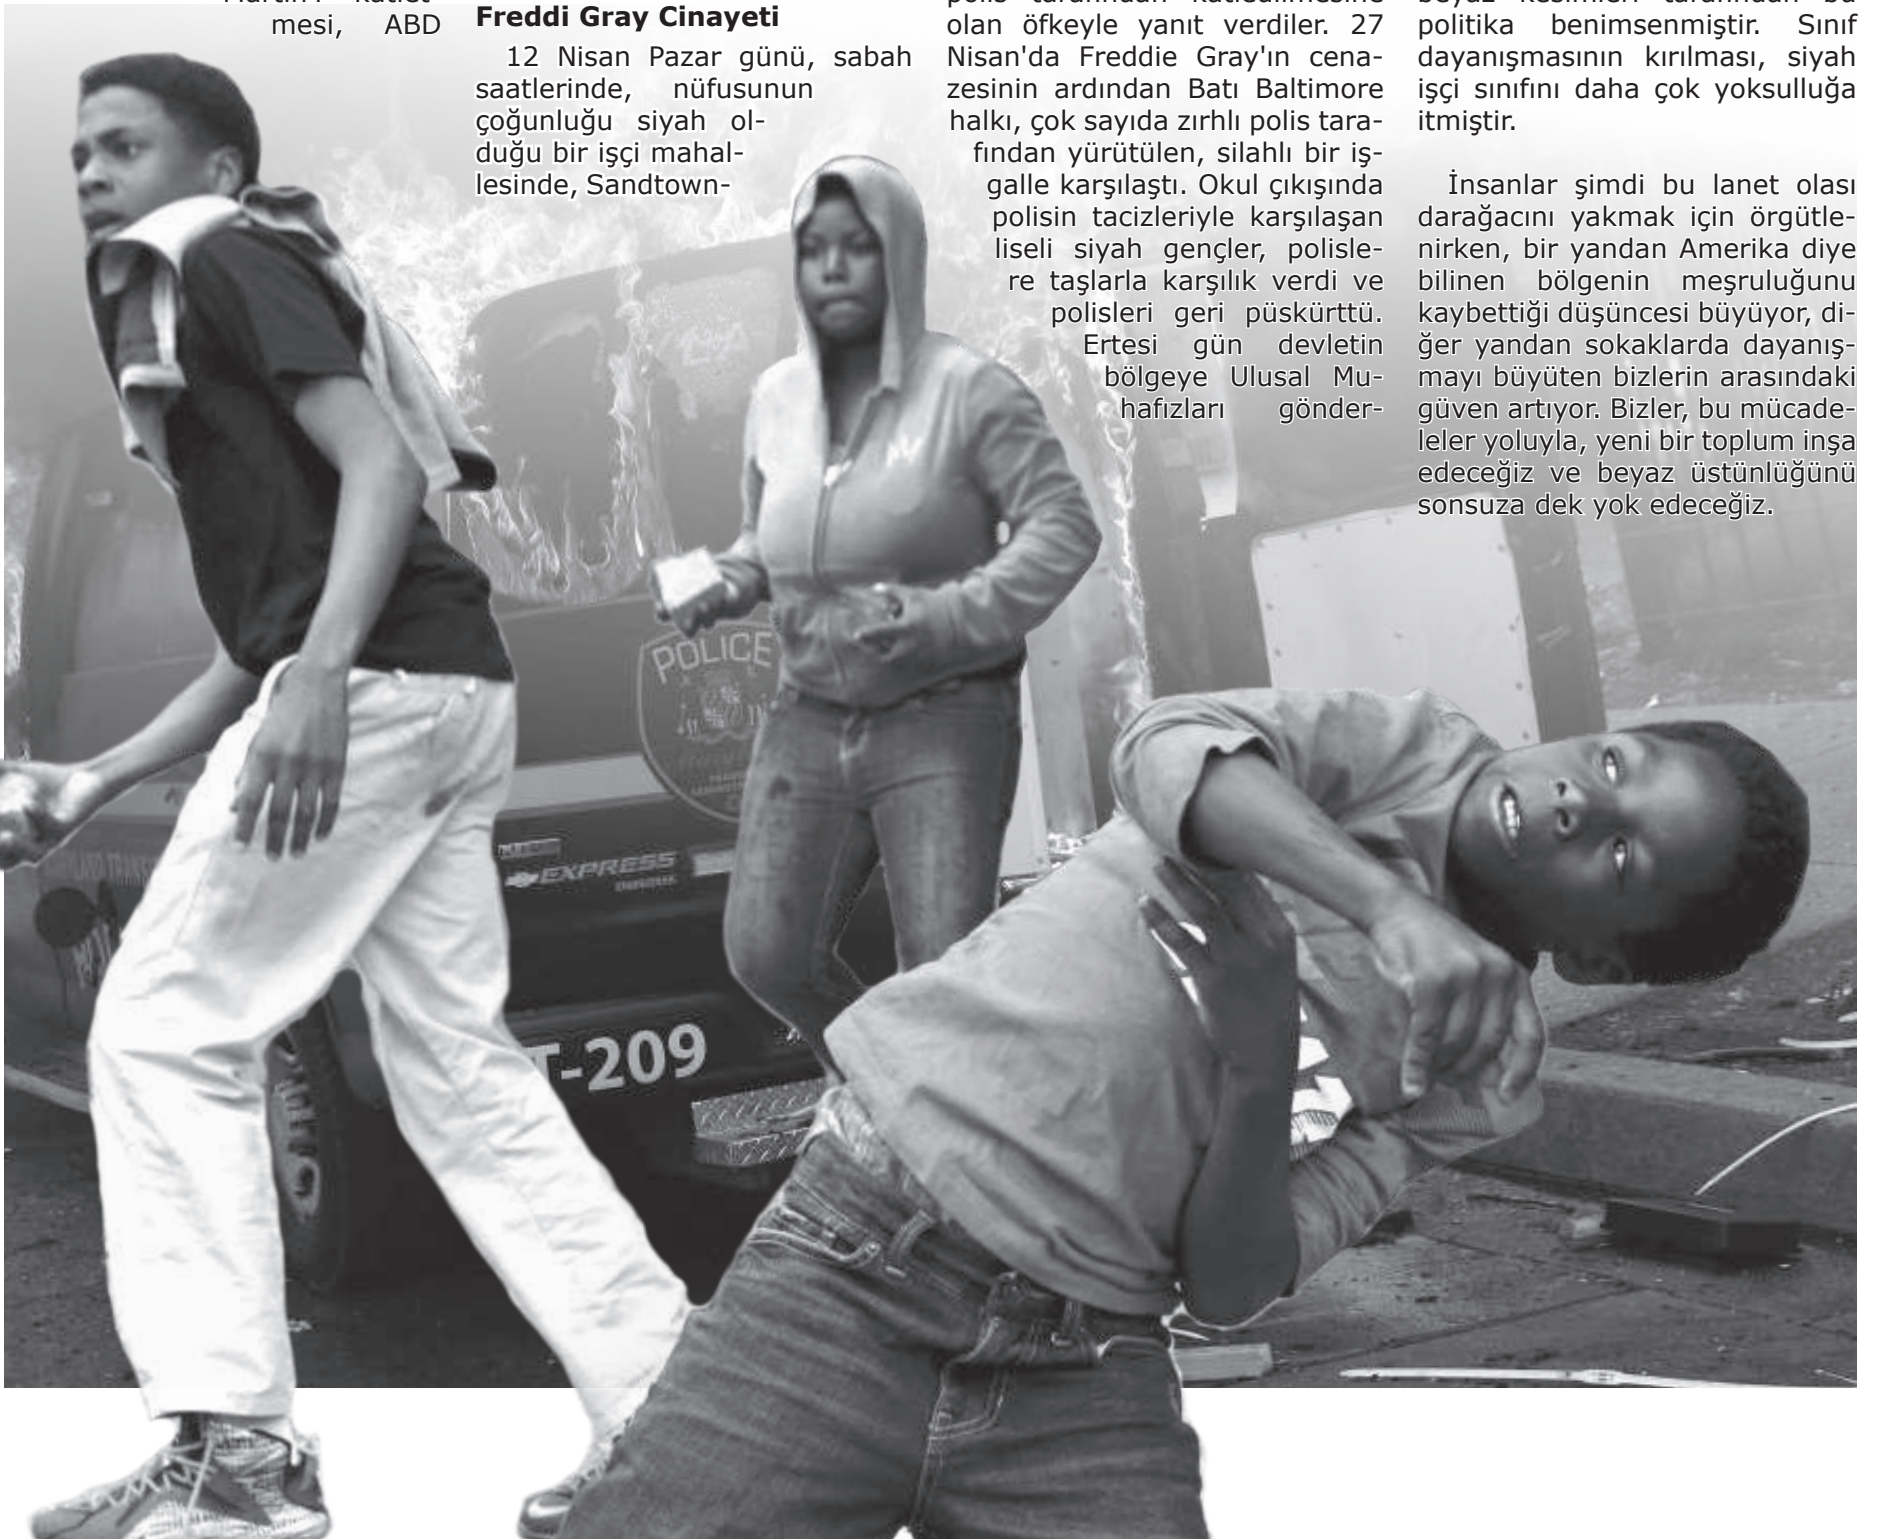 mesi, ABD
Freddi Gray Cinayeti
12 Nisan Pazar günü, sabah
saatlerinde, nüfusunun
çoğunluğu siyah ol-
duğu bir işçi mahal-
lesinde, Sandtown-
polis tarafından katledilmesine
olan öfkeyle yanıt verdiler. 27
Nisan'da Freddie Gray'ın cena-
zesinin ardından Batı Baltimore
halkı, çok sayıda zırhlı polis tara-
fından yürütülen, silahlı bir iş-
galle karşılaştı. Okul çıkışında
polisin tacizleriyle karşılaşan
liseli siyah gençler, polisle-
re taşlarla karşılık verdi ve
polisleri geri püskürttü.
Ertesi gün devletin
bölgeye Ulusal Mu-
hafızları gönder-
beyaz kesimleri tarafından bu
politika benimsenmiştir. Sınıf
dayanışmasının kırılması, siyah
işçi sınıfını daha çok yoksulluğa
itmiştir.
İnsanlar şimdi bu lanet olası
darağacını yakmak için örgütle-
nirken, bir yandan Amerika diye
bilinen bölgenin meşruluğunu
kaybettiği düşüncesi büyüyor, di-
ğer yandan sokaklarda dayanış-
mayı büyüten bizlerin arasındaki
güven artıyor. Bizler, bu mücade-
leler yoluyla, yeni bir toplum inşa
edeceğiz ve beyaz üstünlüğünü
sonsuza dek yok edeceğiz.
POLICE
EXPRESS
T-209